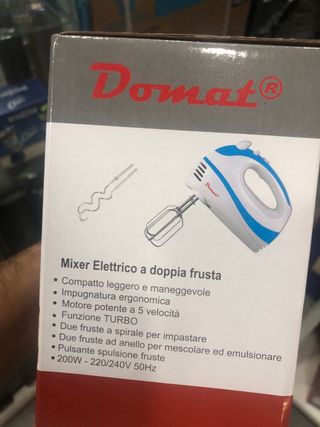 Domat®
Domat
Mixer Elettrico a doppia frusta
• Compatto leggero e maneggevole
• Impugnatura ergonomica
• Motore potente a 5 velocità
• Funzione TURBO
• Due fruste a spirale per impastare
• Due fruste ad anello per mescolare ed emulsionare
• Pulsante spulsione fruste
• 200W - 220/240V 50Hz